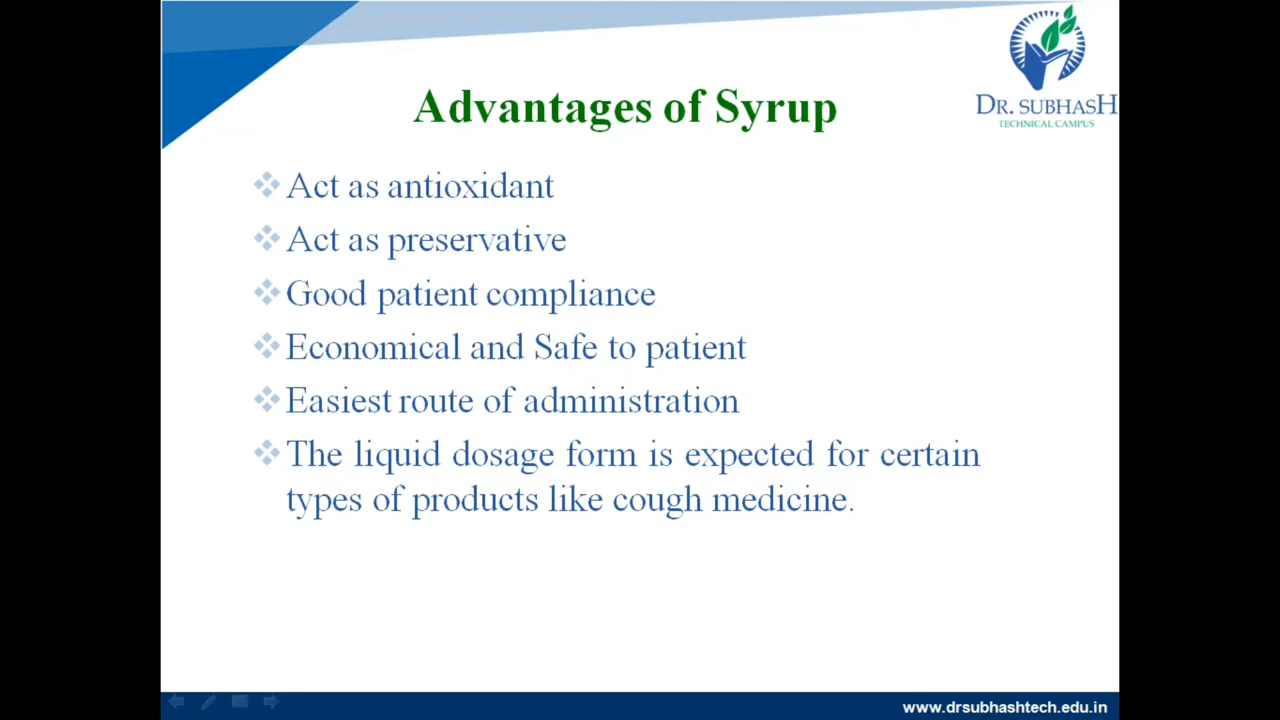 DR. SUBHASH
TECHNICAL CAMPUS
Advantages of Syrup
Act as antioxidant
Act as preservative
Good patient compliance
Economical and Safe to patient
Easiest route of administration
The liquid dosage form is expected for certain
types of products like cough medicine.
www.drsubhashtech.edu.in